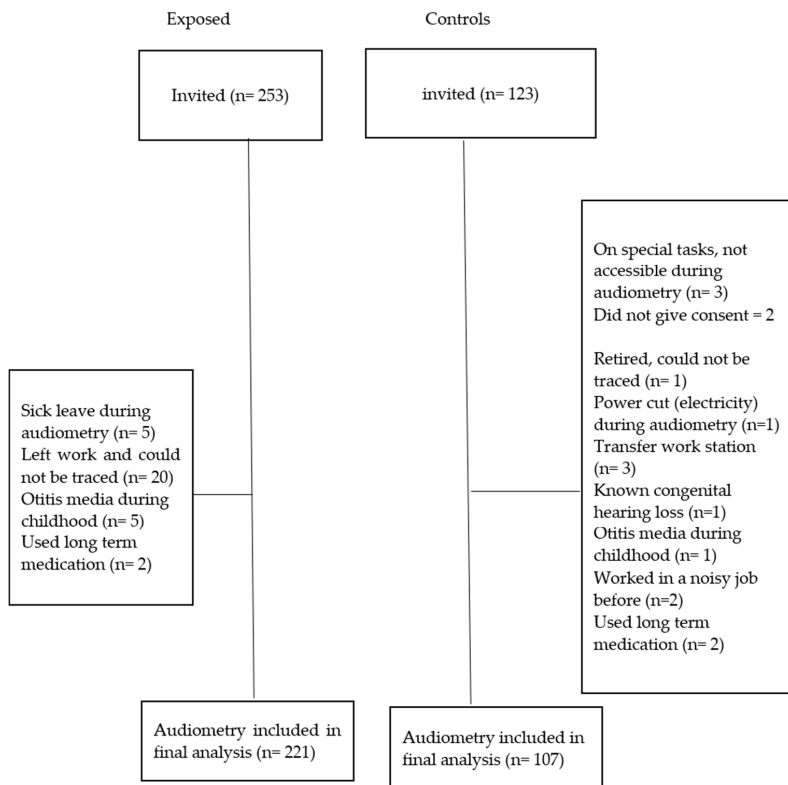 Exposed
Controls
Invited (n= 253)
invited (n= 123)
On special tasks, not
accessible during
audiometry (n= 3)
Did not give consent = 2
Retired, could not be
traced (n= 1)
Power cut (electricity)
during audiometry (n=1)
Transfer work station
(n= 3)
Known congenital
hearing loss (n=1)
Otitis media during
childhood (n= 1)
Worked in a noisy job
before (n=2)
Used long term
medication (n= 2)
Sick leave during
audiometry (n= 5)
Left work and could
not be traced (n= 20)
Otitis media during
childhood (n= 5)
Used long term
medication (n= 2)
Audiometry included in
final analysis (n= 221)
Audiometry included in
final analysis (n= 107)